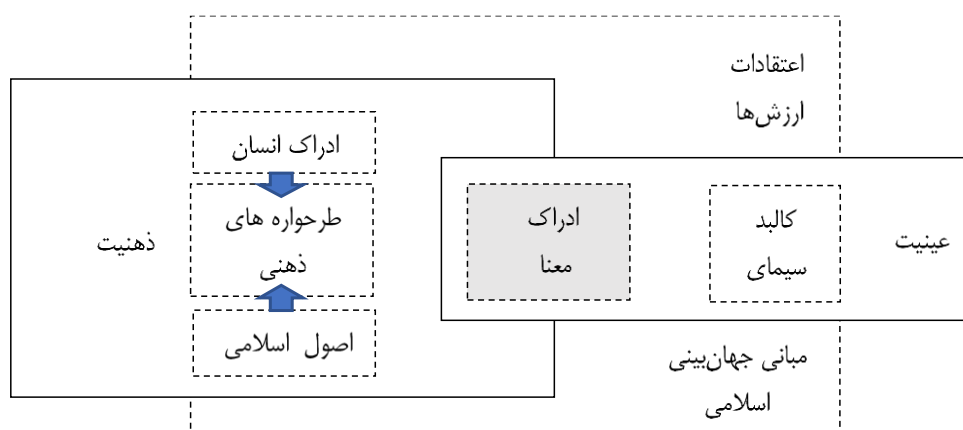 اعتقادات
ارزش‌ها
عینیت
کالبد
سیمای
ادراک
معنا
ادراک انسان
طرحواره های
ذهنی
اصول اسلامی
ذهنیت
مبانی جهان‌بینی
اسلامی